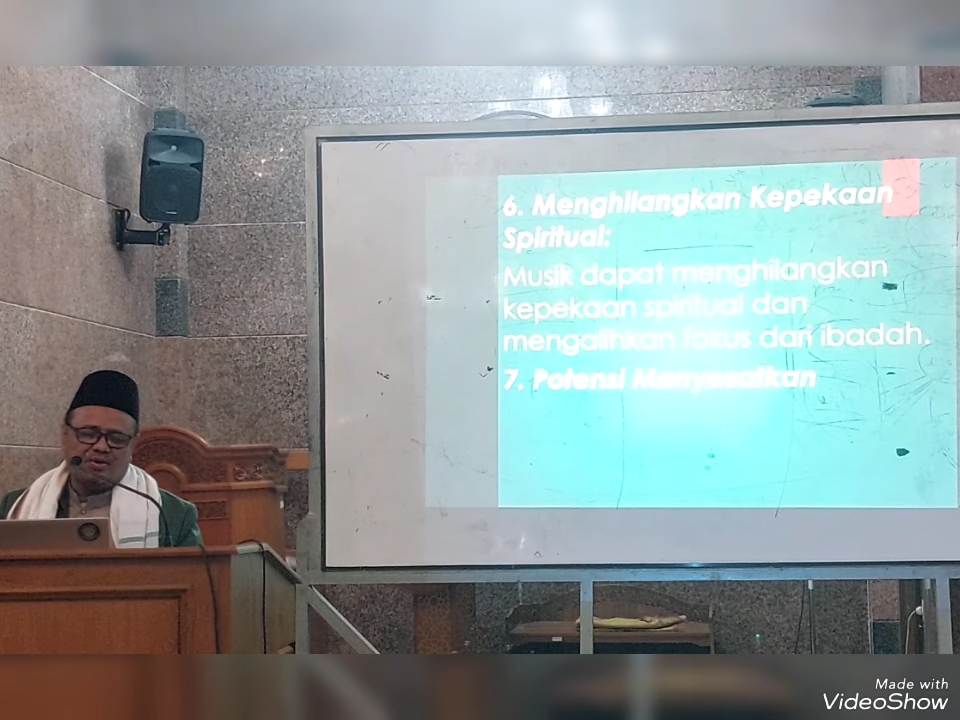 6. Menghilangkan Kepekaan
Spiritual:
Musik dapat menghilangkan
kepekaan spiritual dan
mengalihkan fokus dari ibadah.
7. Potensi Menyesatkan
Made with
VideoShow